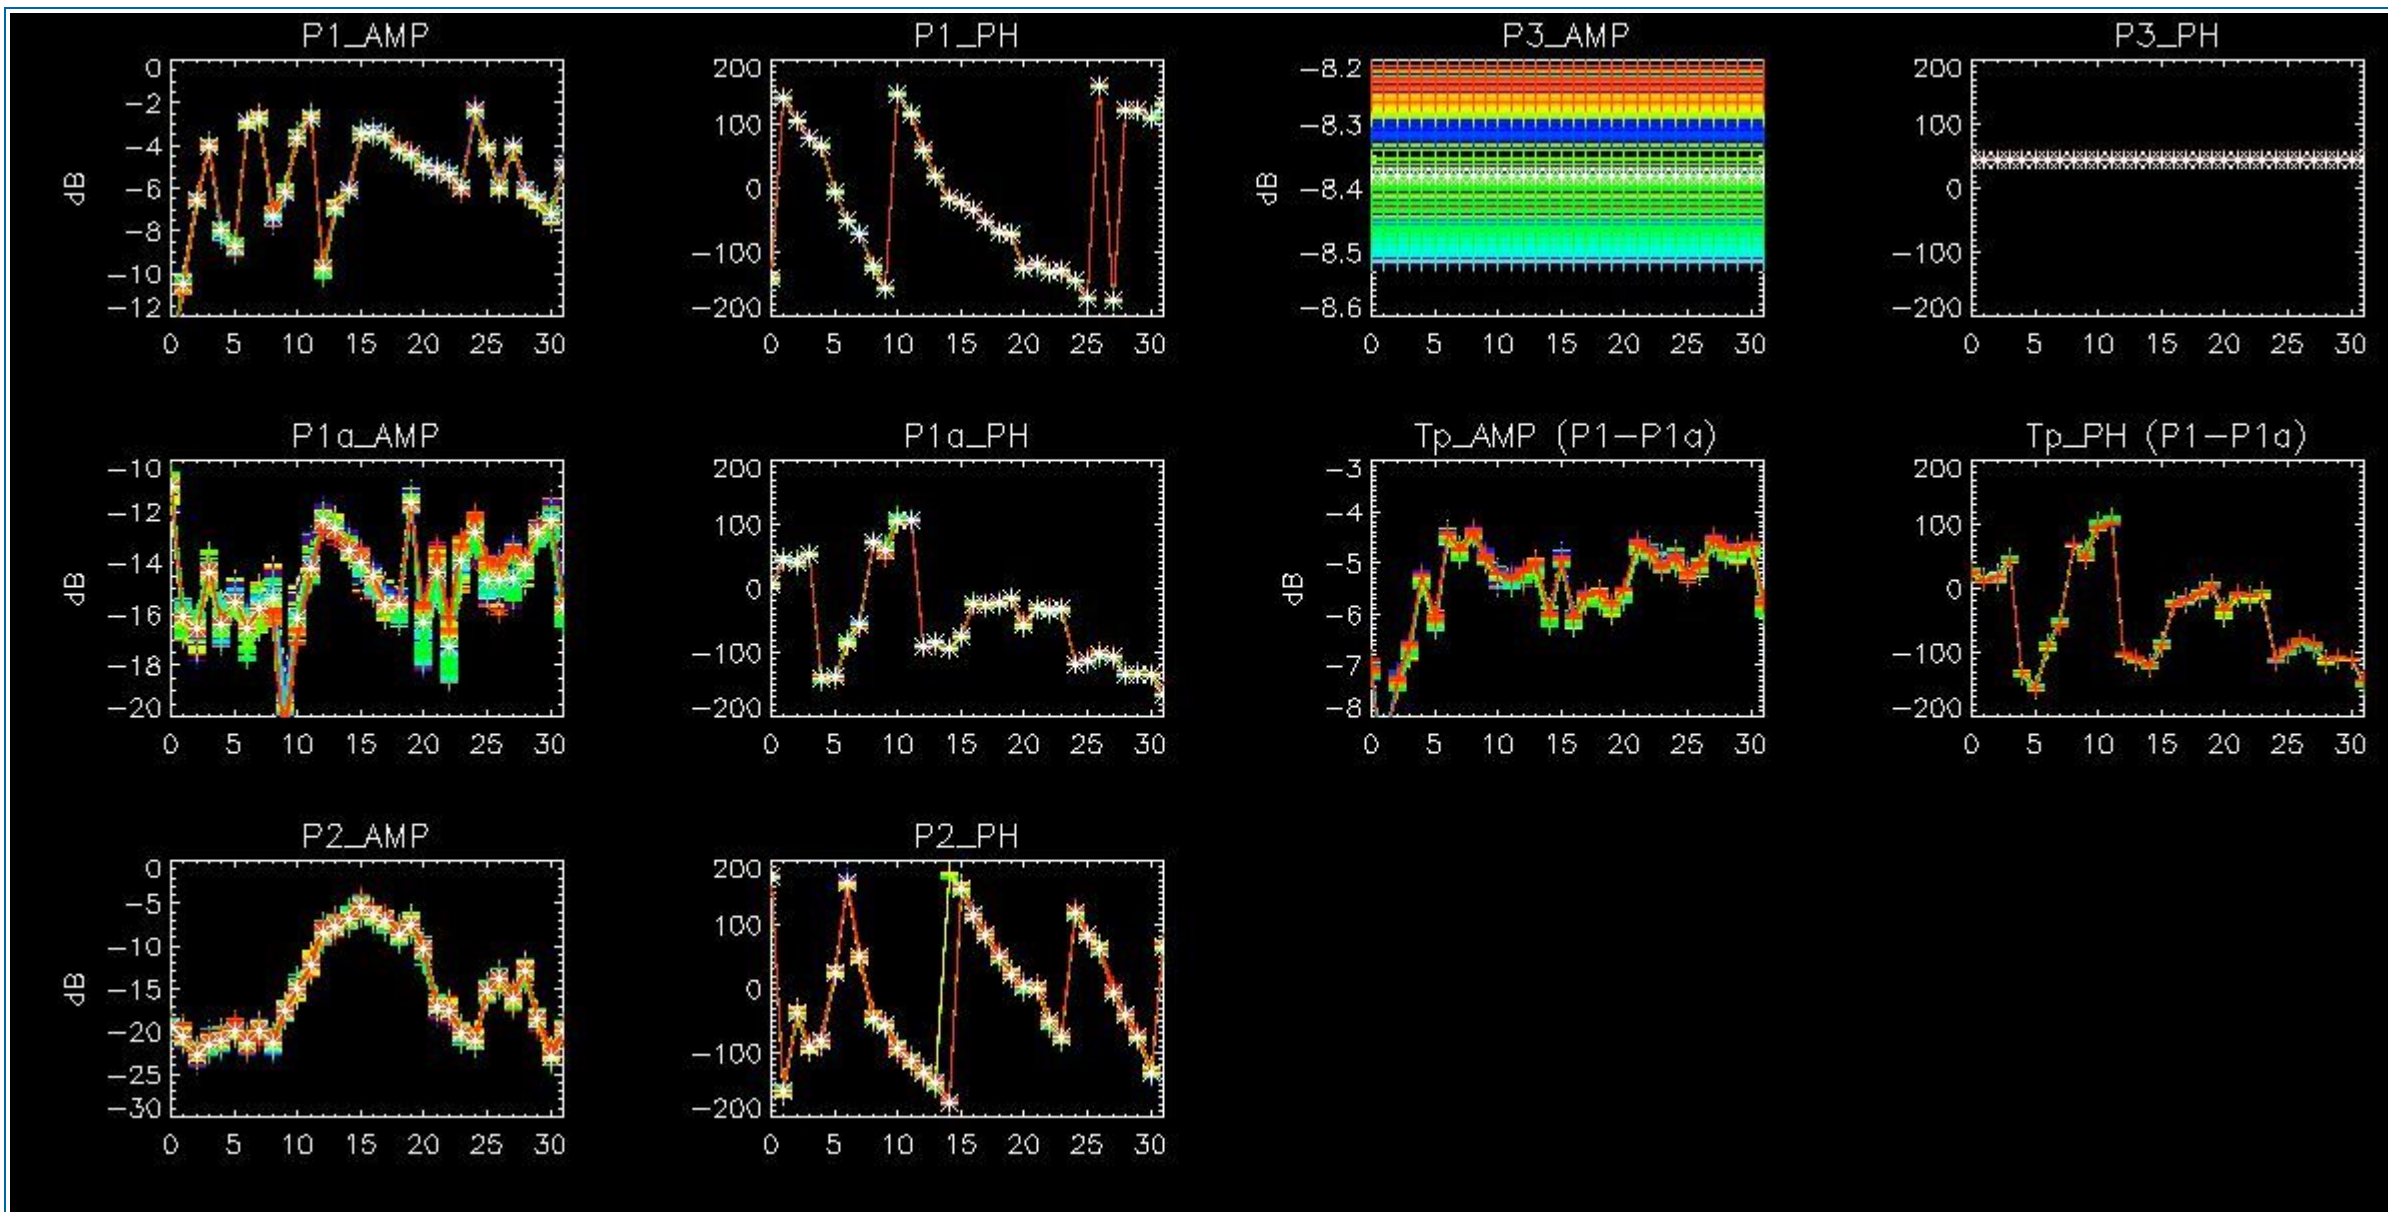 P1_AMP
0
−2
−4
−6
−8
−10
−12
dB
0 5 10 15 20 25 30
P1_PH
200
100
0
−100
−200
0 5 10 15 20 25 30
P3_AMP
−8.2
−8.3
−8.4
−8.5
−8.6
dB
0 5 10 15 20 25 30
P3_PH
200
100
0
−100
−200
0 5 10 15 20 25 30
P1a_AMP
−10
−12
−14
−16
−18
−20
dB
0 5 10 15 20 25 30
P1a_PH
200
100
0
−100
−200
0 5 10 15 20 25 30
Tp_AMP (P1−P1a)
−3
−4
−5
−6
−7
−8
dB
0 5 10 15 20 25 30
Tp_PH (P1−P1a)
200
100
0
−100
−200
0 5 10 15 20 25 30
P2_AMP
0
−5
−10
−15
−20
−25
−30
dB
0 5 10 15 20 25 30
P2_PH
200
100
0
−100
−200
0 5 10 15 20 25 30